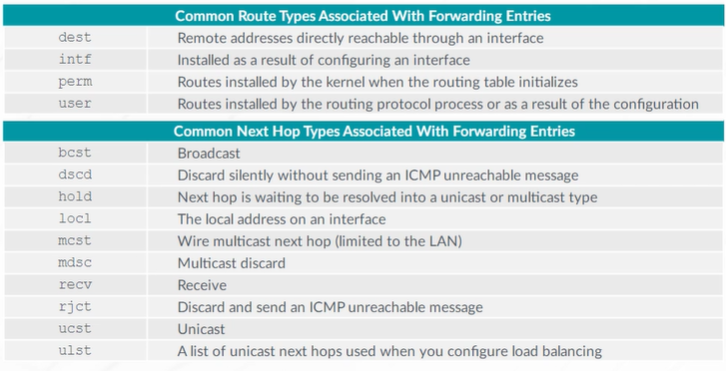 Common Route Types Associated With Forwarding Entries
dest Remote addresses directly reachable through an interface
intf Installed as a result of configuring an interface
perm Routes installed by the kernel when the routing table initializes
user Routes installed by the routing protocol process or as a result of the configuration
Common Next Hop Types Associated With Forwarding Entries
bcst Broadcast
dscd Discard silently without sending an ICMP unreachable message
hold Next hop is waiting to be resolved into a unicast or multicast type
locl The local address on an interface
mcst Wire multicast next hop (limited to the LAN)
mdsc Multicast discard
recv Receive
rjct Discard and send an ICMP unreachable message
ucst Unicast
ulst A list of unicast next hops used when you configure load balancing